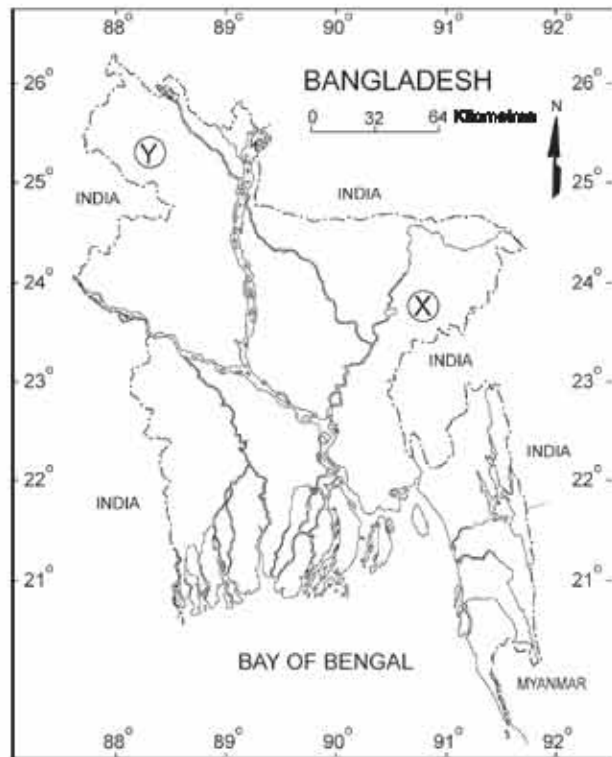 88° 89° 90° 91° 92°
26° 26°
BANGLADESH
0 32 64 Kilometres
N
Y
25° 25°
INDIA INDIA
24° 24°
X
23° INDIA 23°
INDIA
22° INDIA 22°
21° 21°
BAY OF BENGAL
MYANMAR
88° 89° 90° 91° 92°